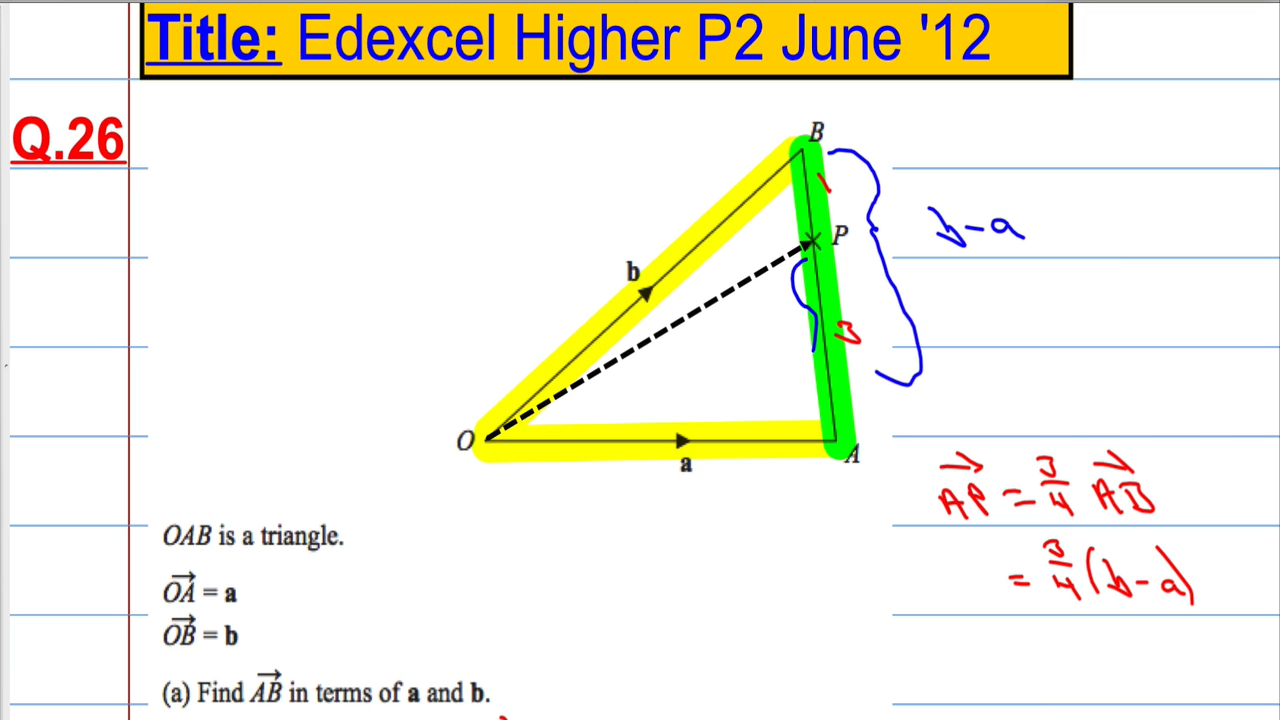 Title: Edexcel Higher P2 June '12
Q.26
B
1
P
b - a
b
3
O
a
A
AP = 3/4 AB
= 3/4 (b - a)
OAB is a triangle.
OA = a
OB = b
(a) Find AB in terms of a and b.